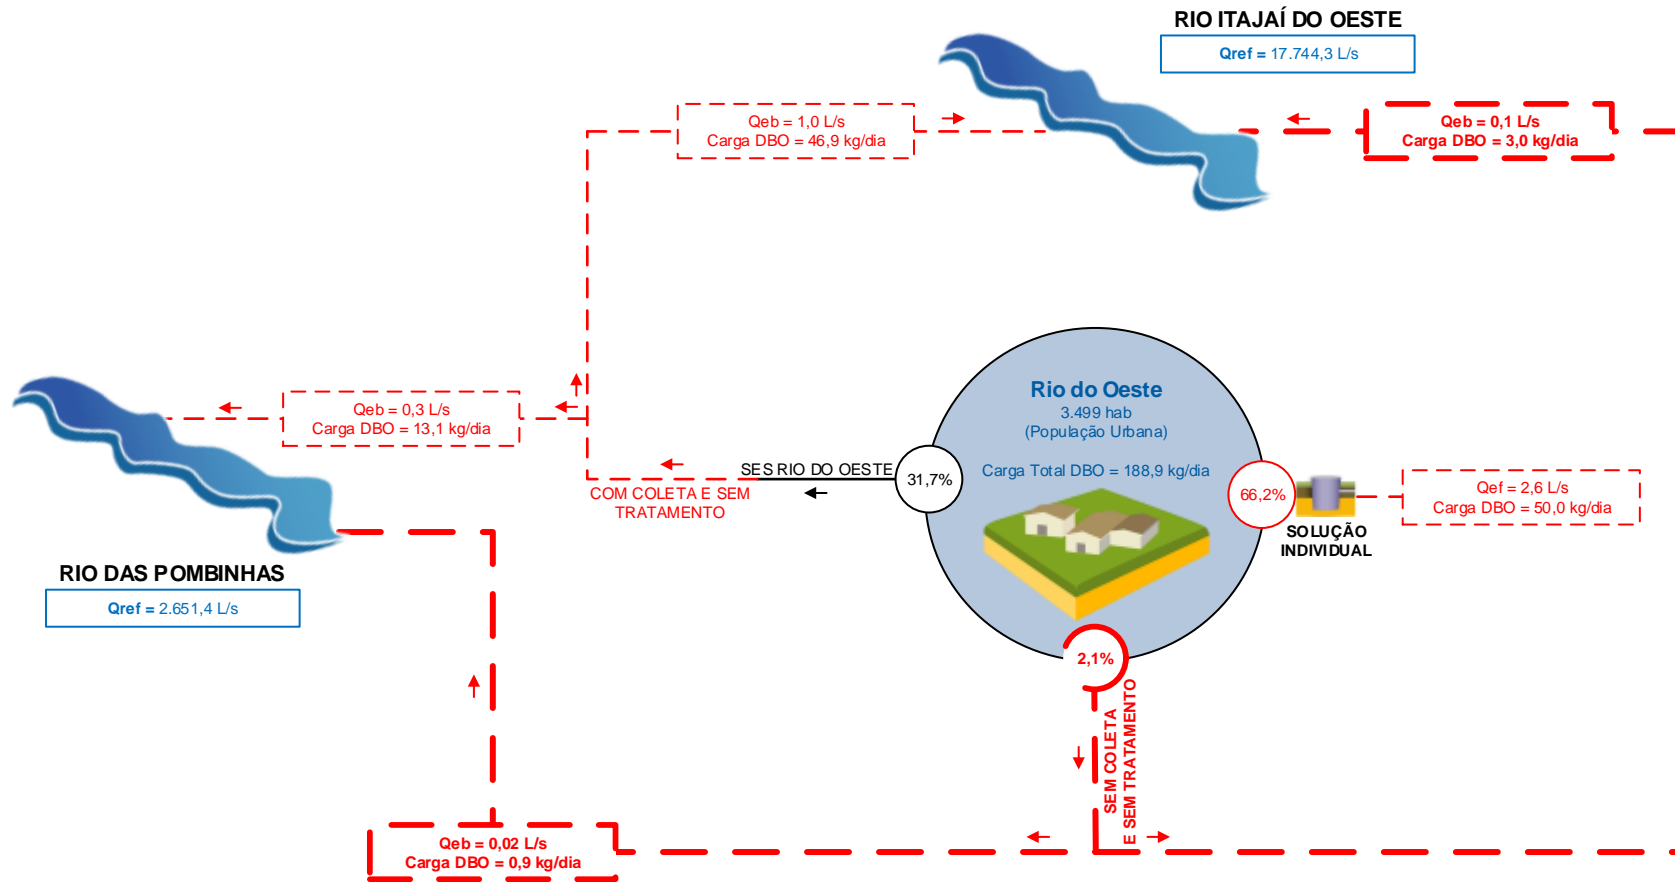 RIO ITAJAÍ DO OESTE
Qref = 17.744,3 L/s
Qeb = 1,0 L/s
Carga DBO = 46,9 kg/dia
Qeb = 0,1 L/s
Carga DBO = 3,0 kg/dia
Qeb = 0,3 L/s
Carga DBO = 13,1 kg/dia
Rio do Oeste
3.499 hab
(População Urbana)
Carga Total DBO = 188,9 kg/dia
SES RIO DO OESTE
31,7%
COM COLETA E SEM
TRATAMENTO
66,2%
SOLUÇÃO
INDIVIDUAL
Qef = 2,6 L/s
Carga DBO = 50,0 kg/dia
RIO DAS POMBINHAS
Qref = 2.651,4 L/s
2,1%
SEM COLETA
E SEM TRATAMENTO
Qeb = 0,02 L/s
Carga DBO = 0,9 kg/dia